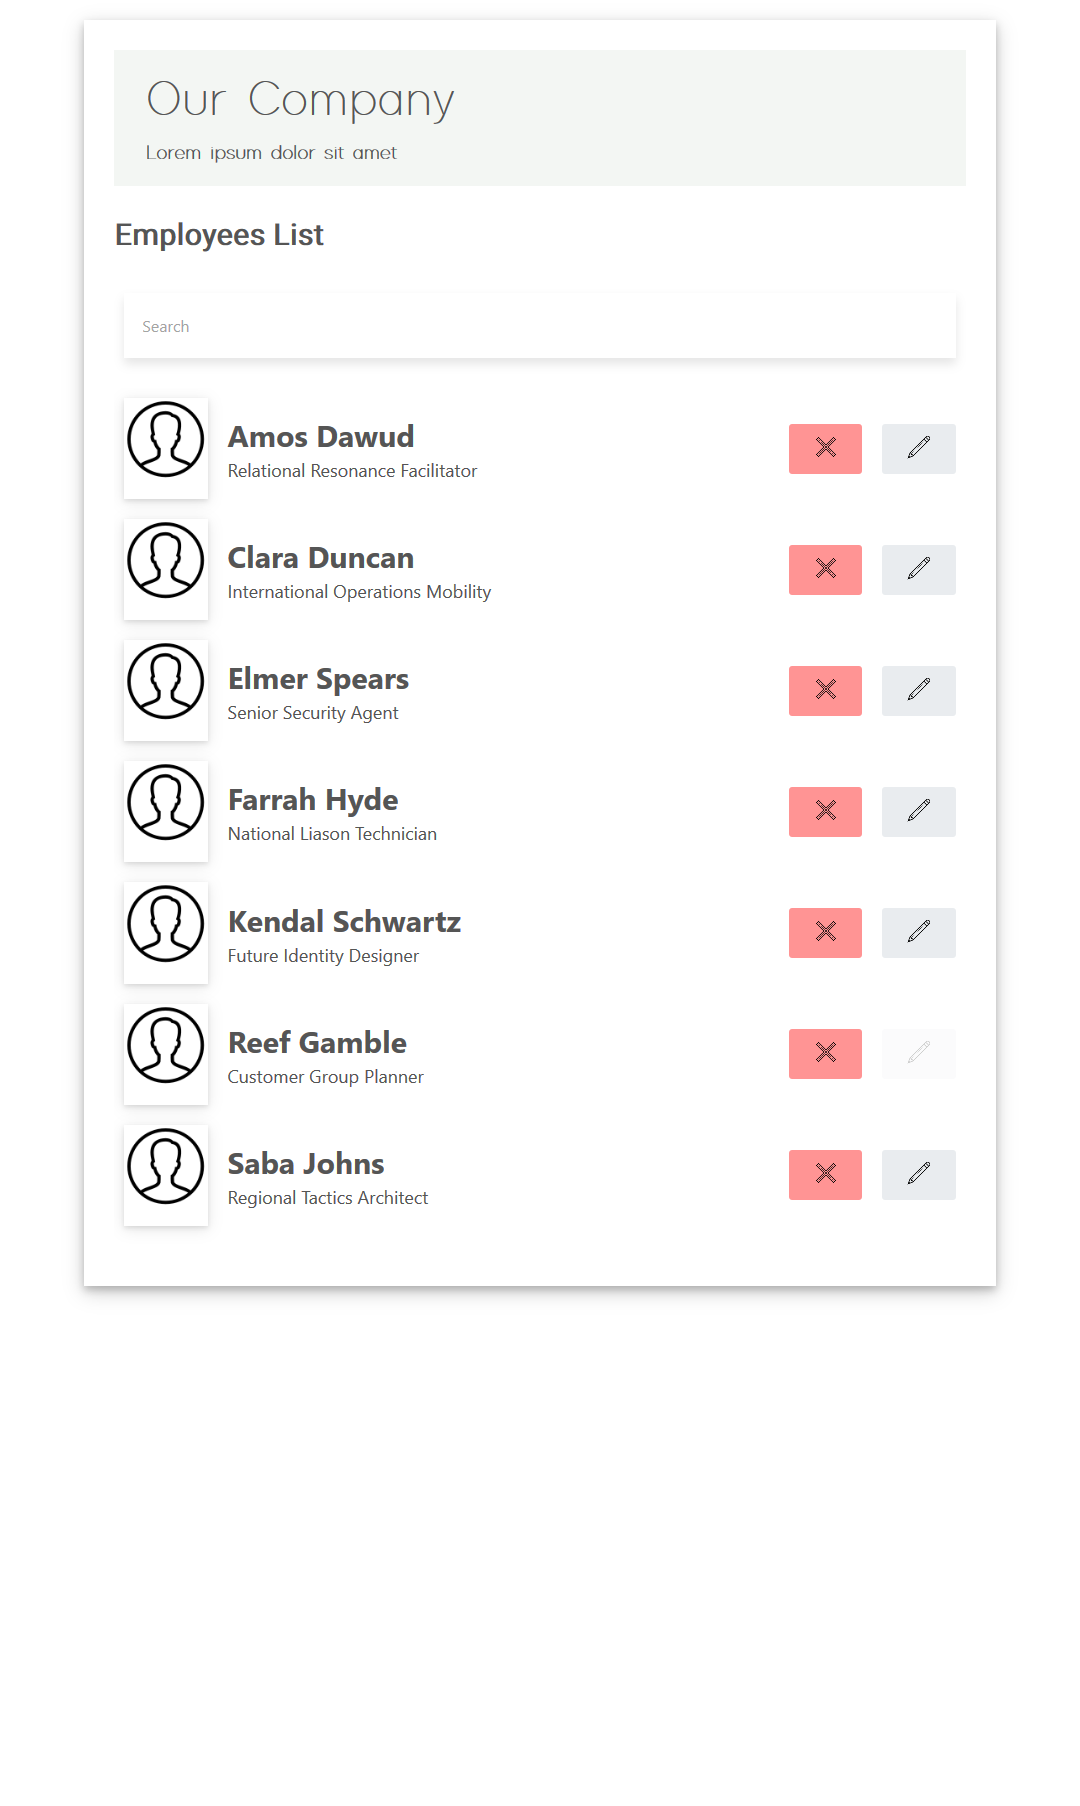 Our Company
Lorem ipsum dolor sit amet
Employees List
Search
Amos Dawud
Relational Resonance Facilitator
Clara Duncan
International Operations Mobility
Elmer Spears
Senior Security Agent
Farrah Hyde
National Liason Technician
Kendal Schwartz
Future Identity Designer
Reef Gamble
Customer Group Planner
Saba Johns
Regional Tactics Architect